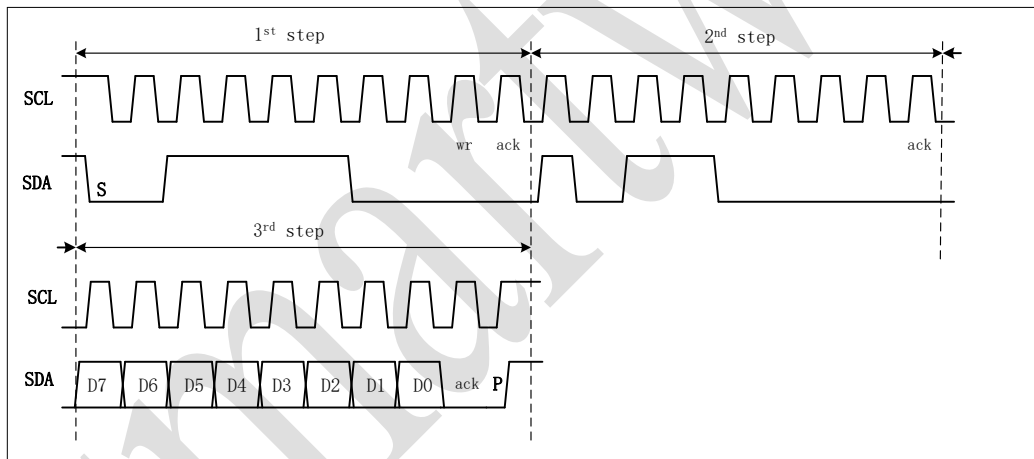 1st step
2nd step
SCL
wr ack
ack
SDA
S
3rd step
SCL
SDA
D7 D6 D5 D4 D3 D2 D1 D0 ack P